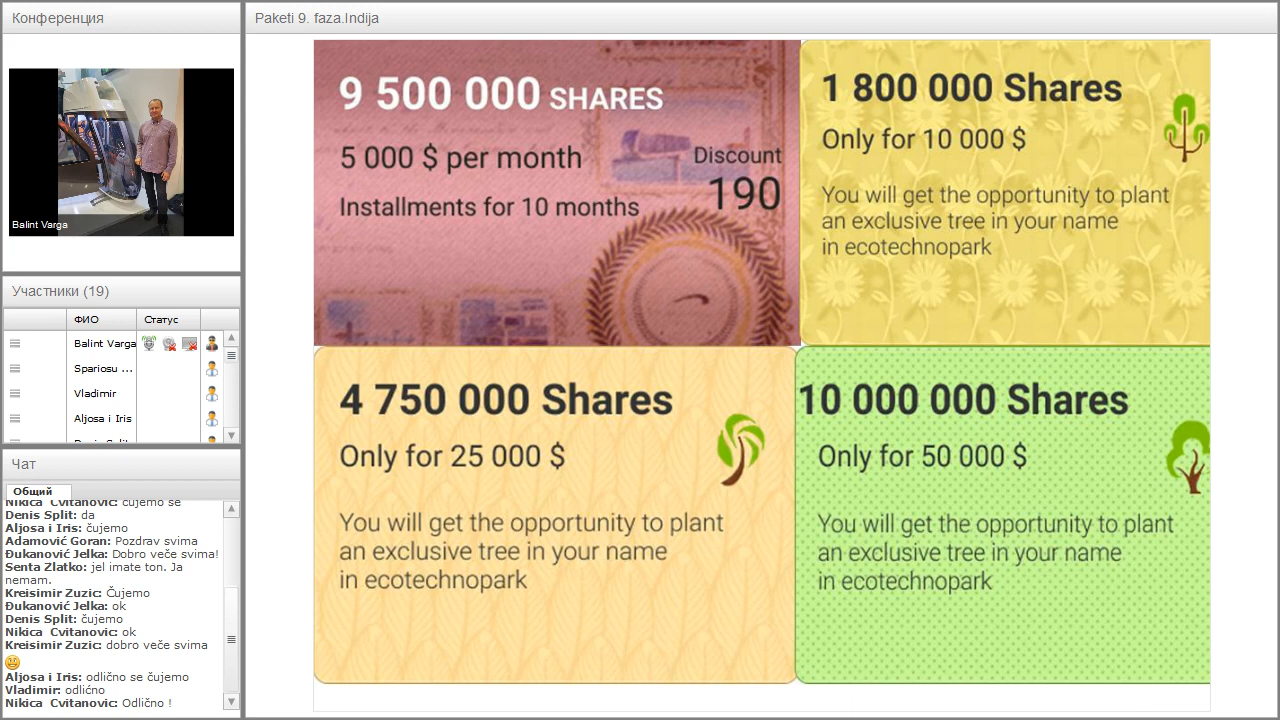 Конференция
Balint Varga
Участники (19)
ФИО
Статус
Balint Varga
Spariosu ...
Vladimir
Aljosa i Iris
Denis Split
Чат
Общий
Nikica Cvitanovic: čujemo se
Denis Split: da
Aljosa i Iris: čujemo
Adamović Goran: Pozdrav svima
Đukanović Jelka: Dobro veče svima!
Senta Zlatko: jel imate ton. Ja
nemam.
Kreisimir Zuzic: Čujemo
Đukanović Jelka: ok
Denis Split: čujemo
Nikica Cvitanovic: ok
Kreisimir Zuzic: dobro veče svima
Aljosa i Iris: odlično se čujemo
Vladimir: odlićno
Nikica Cvitanovic: Odlično !
Paketi 9. faza.Indija
9 500 000 SHARES
5 000 $ per month
Installments for 10 months
Discount
190
1 800 000 Shares
Only for 10 000 $
You will get the opportunity to plant
an exclusive tree in your name
in ecotechnopark
4 750 000 Shares
Only for 25 000 $
You will get the opportunity to plant
an exclusive tree in your name
in ecotechnopark
10 000 000 Shares
Only for 50 000 $
You will get the opportunity to plant
an exclusive tree in your name
in ecotechnopark